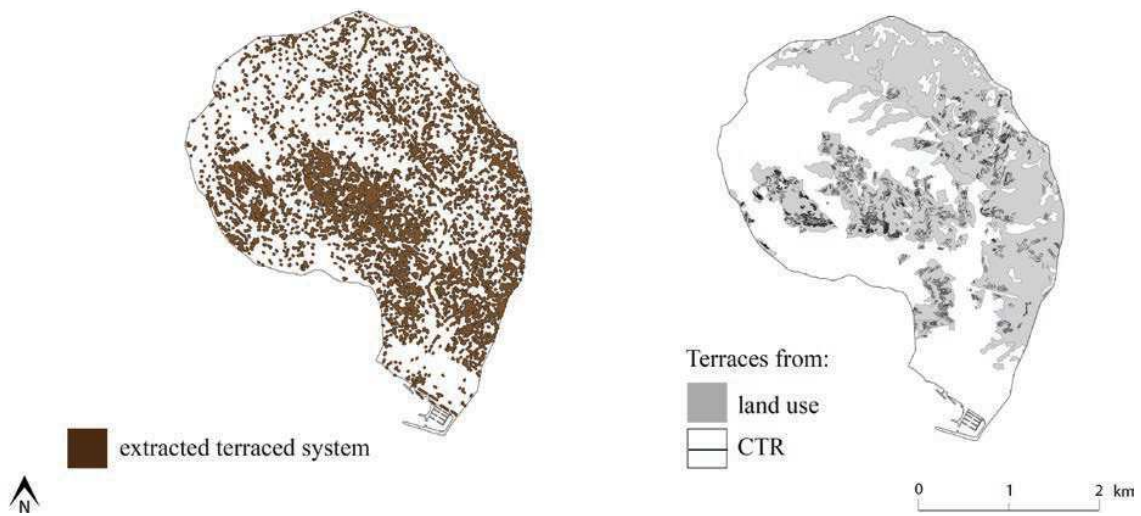 extracted terraced system
N
Terraces from:
land use
CTR
0 1 2 km